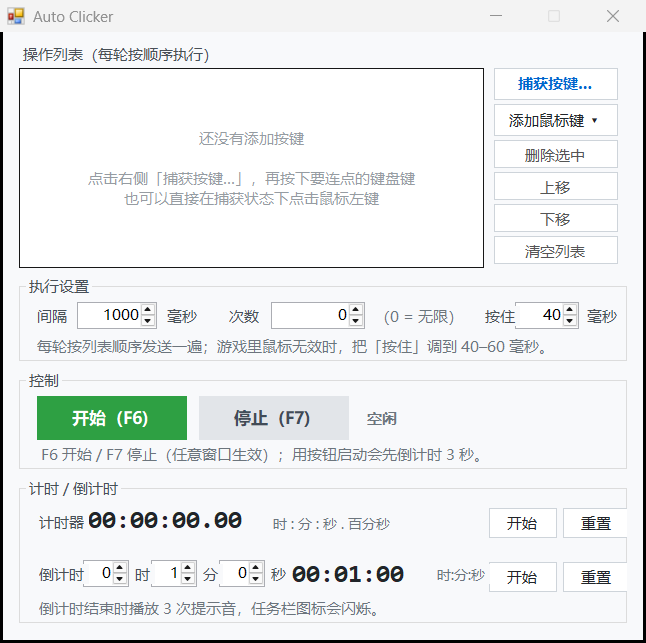 Auto Clicker
操作列表（每轮按顺序执行）
还没有添加按键
点击右侧「捕获按键...」，再按下要连点的键盘键
也可以直接在捕获状态下点击鼠标左键
捕获按键...
添加鼠标键 ▾
删除选中
上移
下移
清空列表
执行设置
间隔 1000 毫秒 次数 0 （0 = 无限） 按住 40 毫秒
每轮按列表顺序发送一遍；游戏里鼠标无效时，把「按住」调到 40–60 毫秒。
控制
开始（F6） 停止（F7） 空闲
F6 开始 / F7 停止（任意窗口生效）；用按钮启动会先倒计时 3 秒。
计时 / 倒计时
计时器 00:00:00.00 时 : 分 : 秒 . 百分秒 开始 重置
倒计时 0 时 1 分 0 秒 00:01:00 时:分:秒 开始 重置
倒计时结束时播放 3 次提示音，任务栏图标会闪烁。